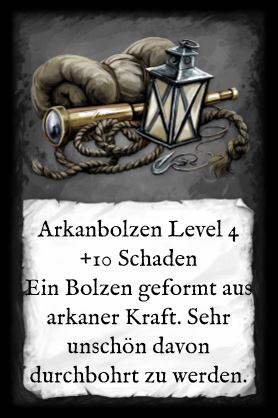 Arkanbolzen Level 4
+10 Schaden
Ein Bolzen geformt aus
arkaner Kraft. Sehr
unschön davon
durchbohrt zu werden.